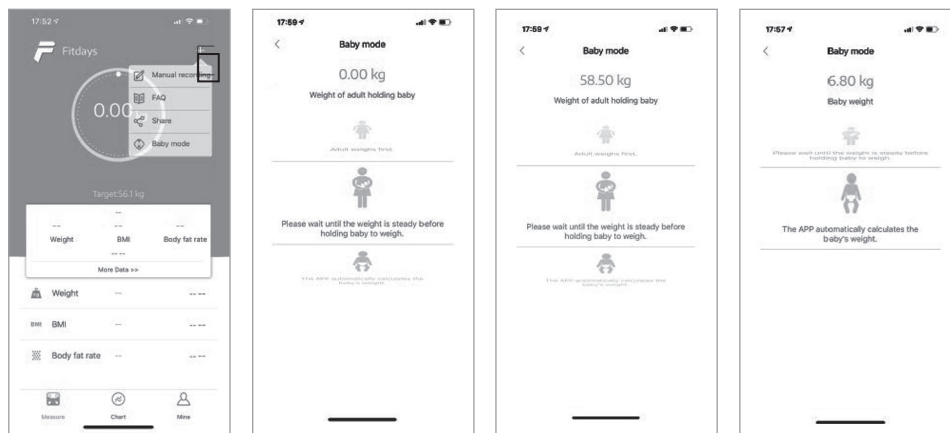 17:52
Fitdays
Manual recording
FAQ
Share
Baby mode
0.00
Target:56.1 kg
--
-- -- --
Weight BMI Body fat rate
-- --
More Data >>
Weight -- -- --
BMI BMI -- -- --
Body fat rate -- -- --
Measure Chart Mine
17:59
Baby mode
0.00 kg
Weight of adult holding baby
Adult weighs first.
Please wait until the weight is steady before
holding baby to weigh.
The APP automatically calculates the
baby's weight.
17:59
Baby mode
58.50 kg
Weight of adult holding baby
Adult weighs first.
Please wait until the weight is steady before
holding baby to weigh.
The APP automatically calculates the
baby's weight.
17:57
Baby mode
6.80 kg
Baby weight
Please wait until the weight is steady before
holding baby to weigh.
The APP automatically calculates the
baby's weight.